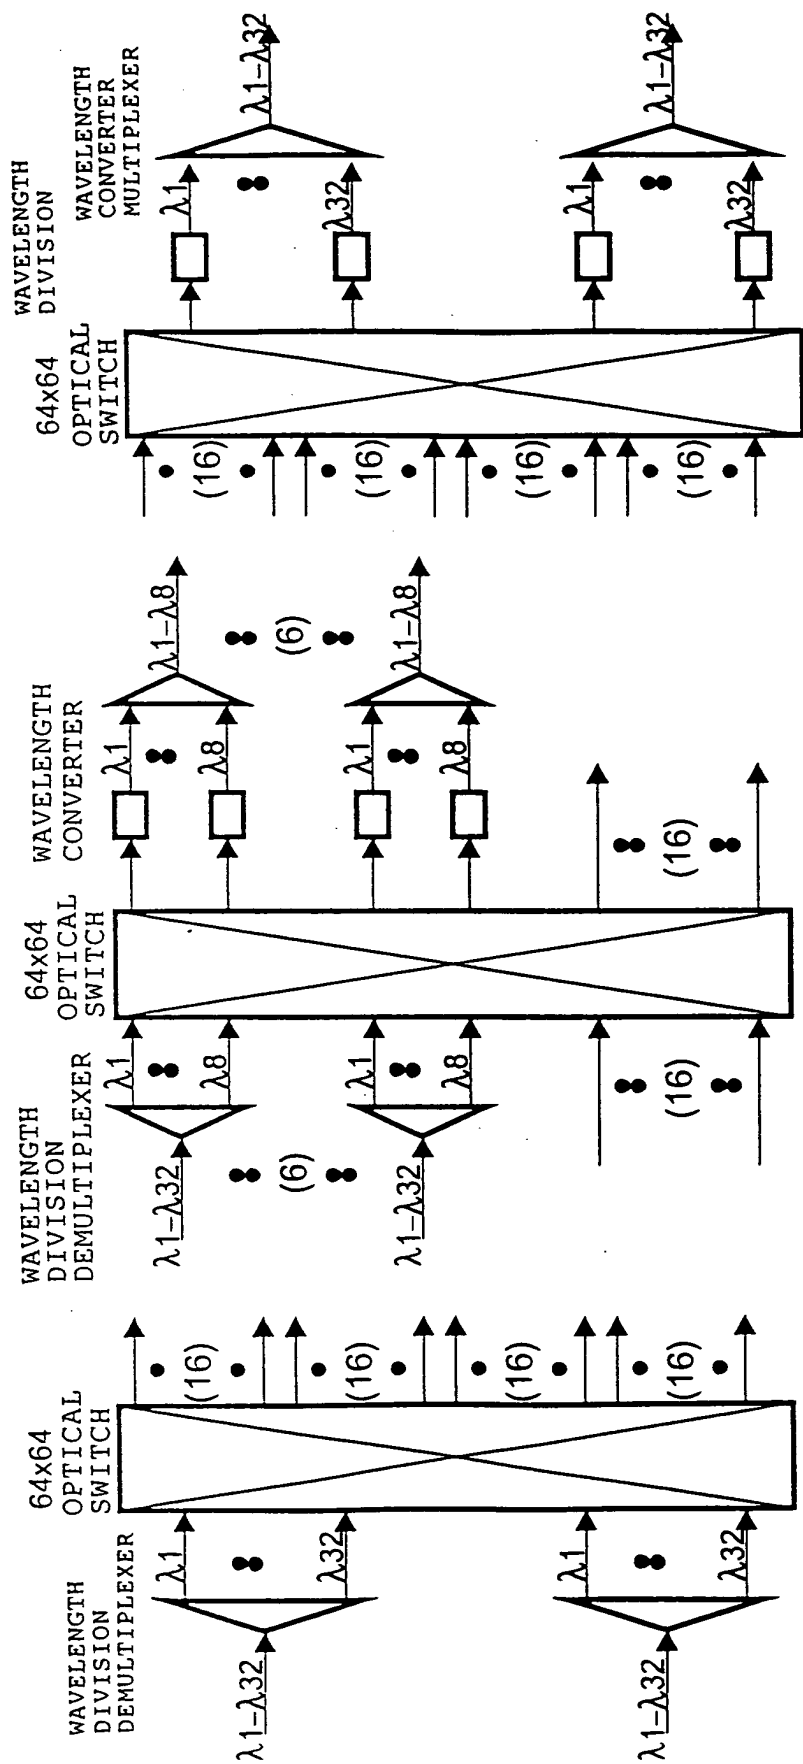 WAVELENGTH
DIVISION
DEMULTIPLEXER
64x64
OPTICAL
SWITCH
λ1
λ1−λ32
λ32
λ1
λ1−λ32
λ32
(16)
(16)
(16)
(16)
WAVELENGTH
DIVISION
DEMULTIPLEXER
64x64
OPTICAL
SWITCH
WAVELENGTH
CONVERTER
λ1−λ32
λ1
λ8
(6)
λ1−λ32
λ1
λ8
(16)
λ1
λ8
λ1−λ8
(6)
λ1
λ8
λ1−λ8
(16)
64x64
OPTICAL
SWITCH
WAVELENGTH
DIVISION
WAVELENGTH
CONVERTER
MULTIPLEXER
(16)
(16)
(16)
(16)
λ1
λ1−λ32
λ32
λ1
λ1−λ32
λ32